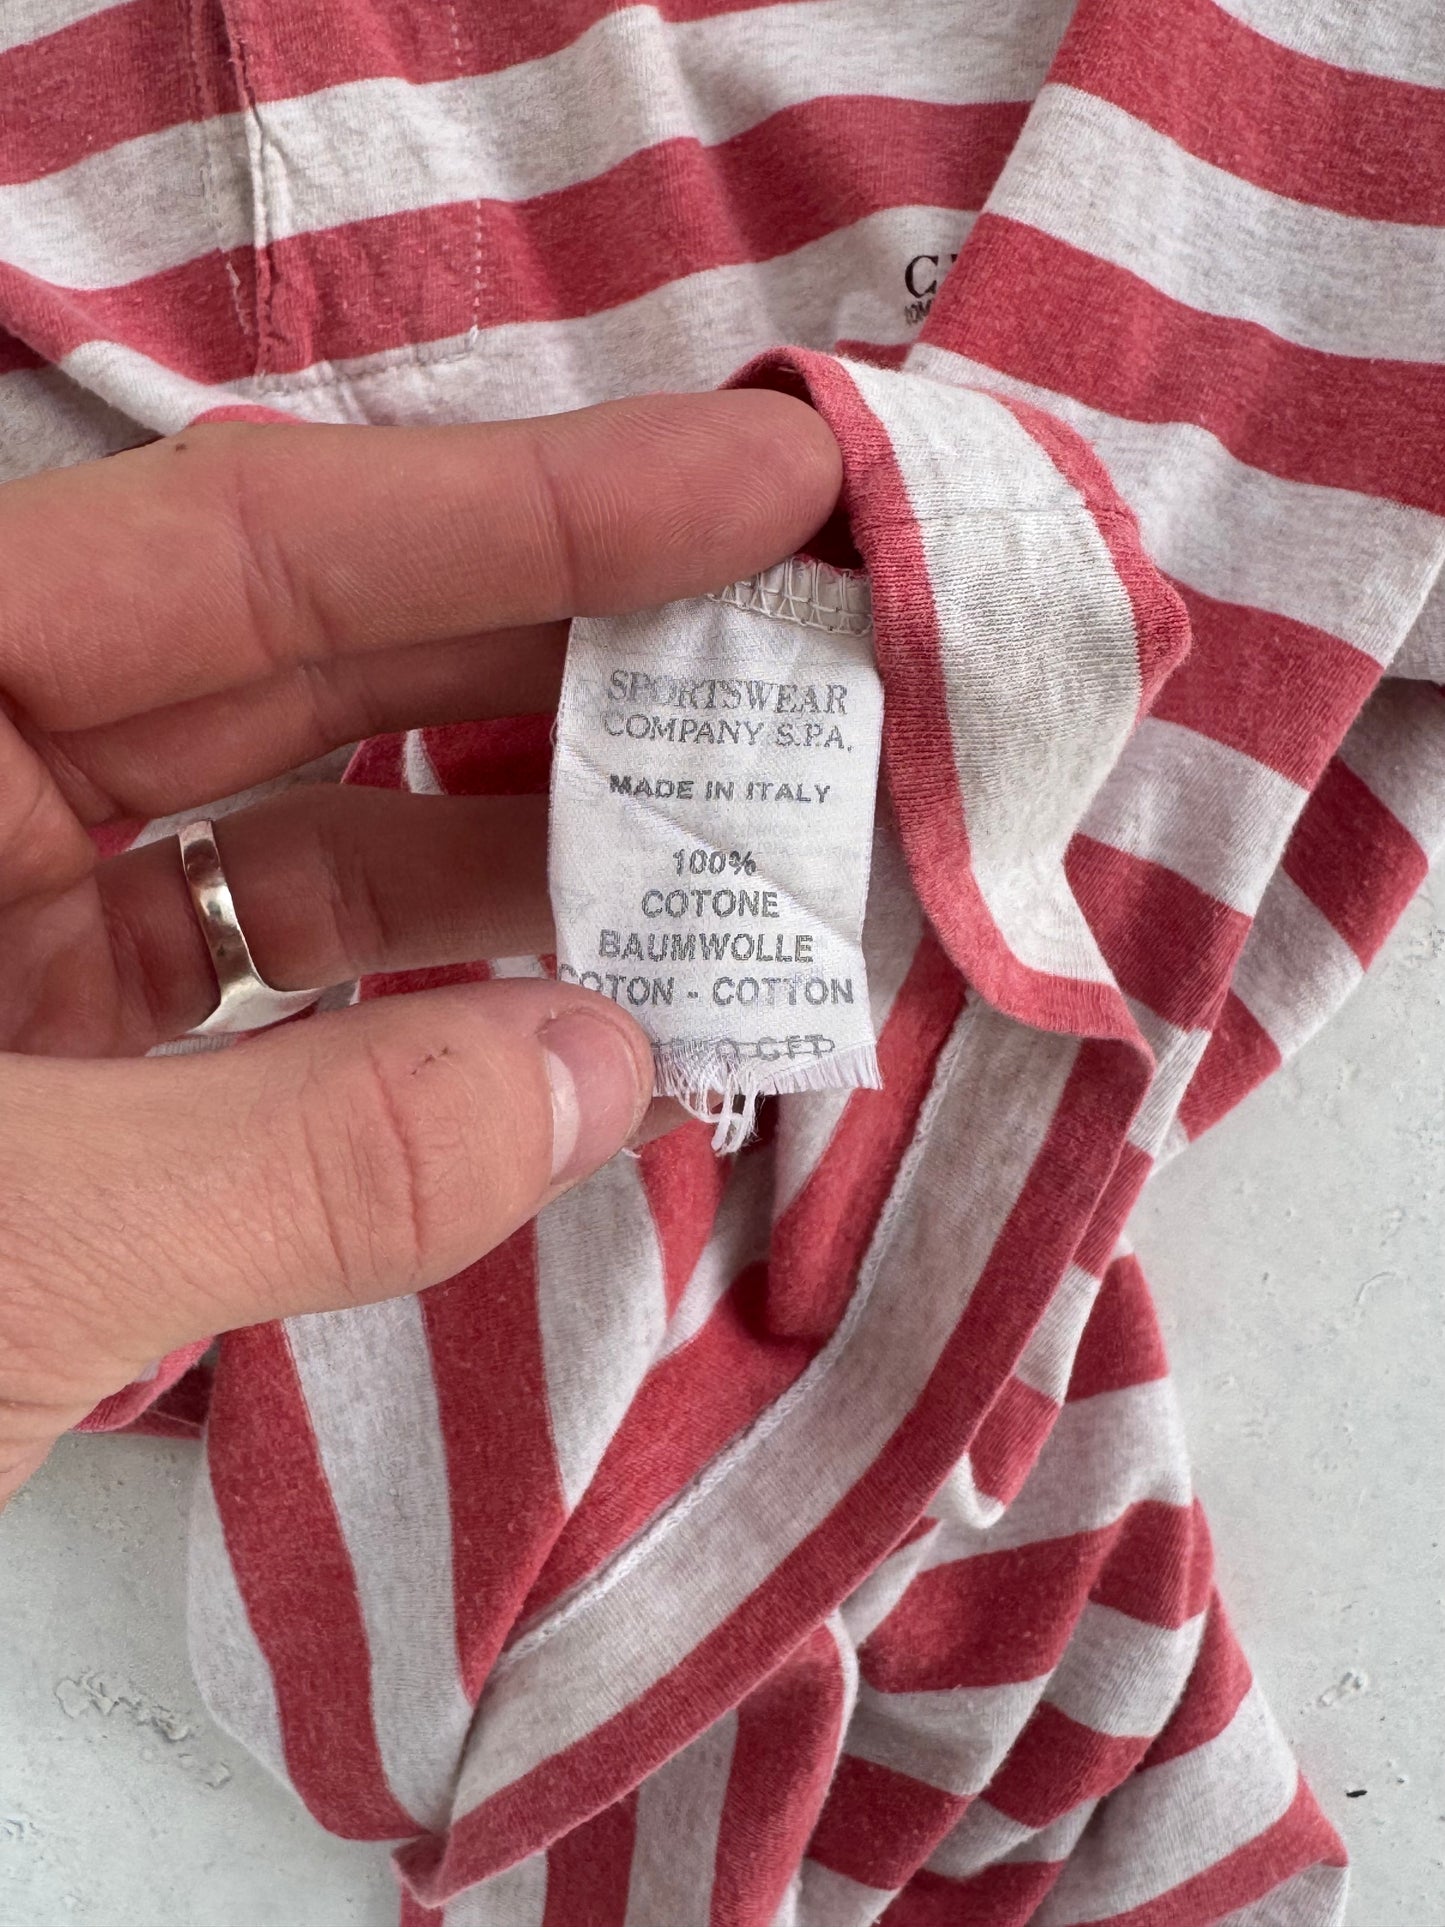 C
SPORTSWEAR
COMPANY S.P.A.
MADE IN ITALY
100%
COTONE
BAUMWOLLE
COTON - COTTON